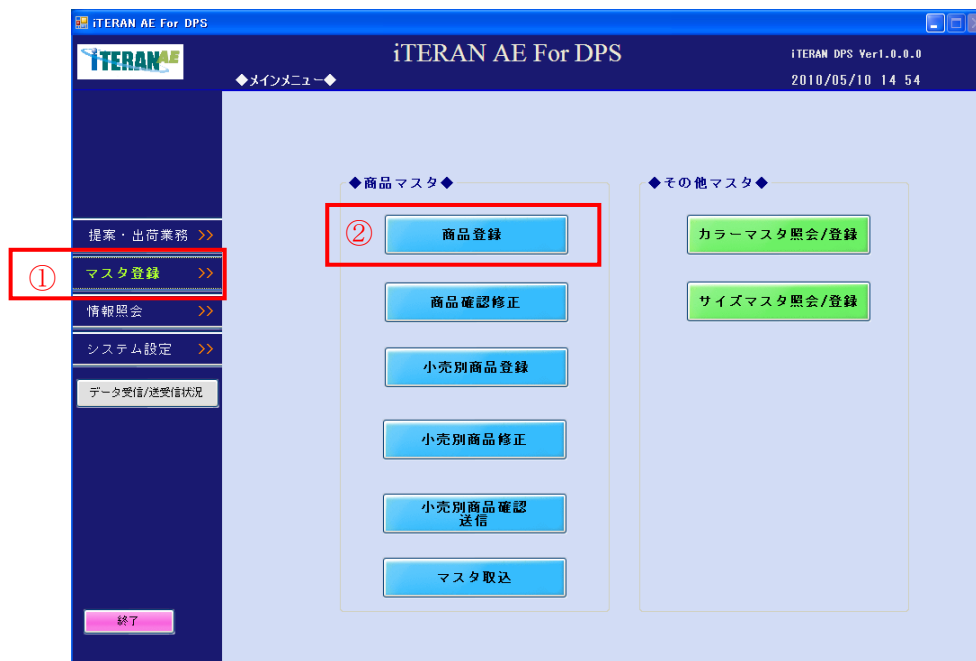 iTERAN AE For DPS
iTERAN AE
iTERAN AE For DPS
iTERAN DPS Ver1.0.0.0
◆メインメニュー◆
2010/05/10 14 54
◆商品マスタ◆
◆その他マスタ◆
提案・出荷業務 >>
② 商品登録
カラーマスタ照会/登録
① マスタ登録 >>
商品確認修正
サイズマスタ照会/登録
情報照会 >>
システム設定 >>
小売別商品登録
データ受信/送受信状況
小売別商品修正
小売別商品確認
送信
マスタ取込
終了